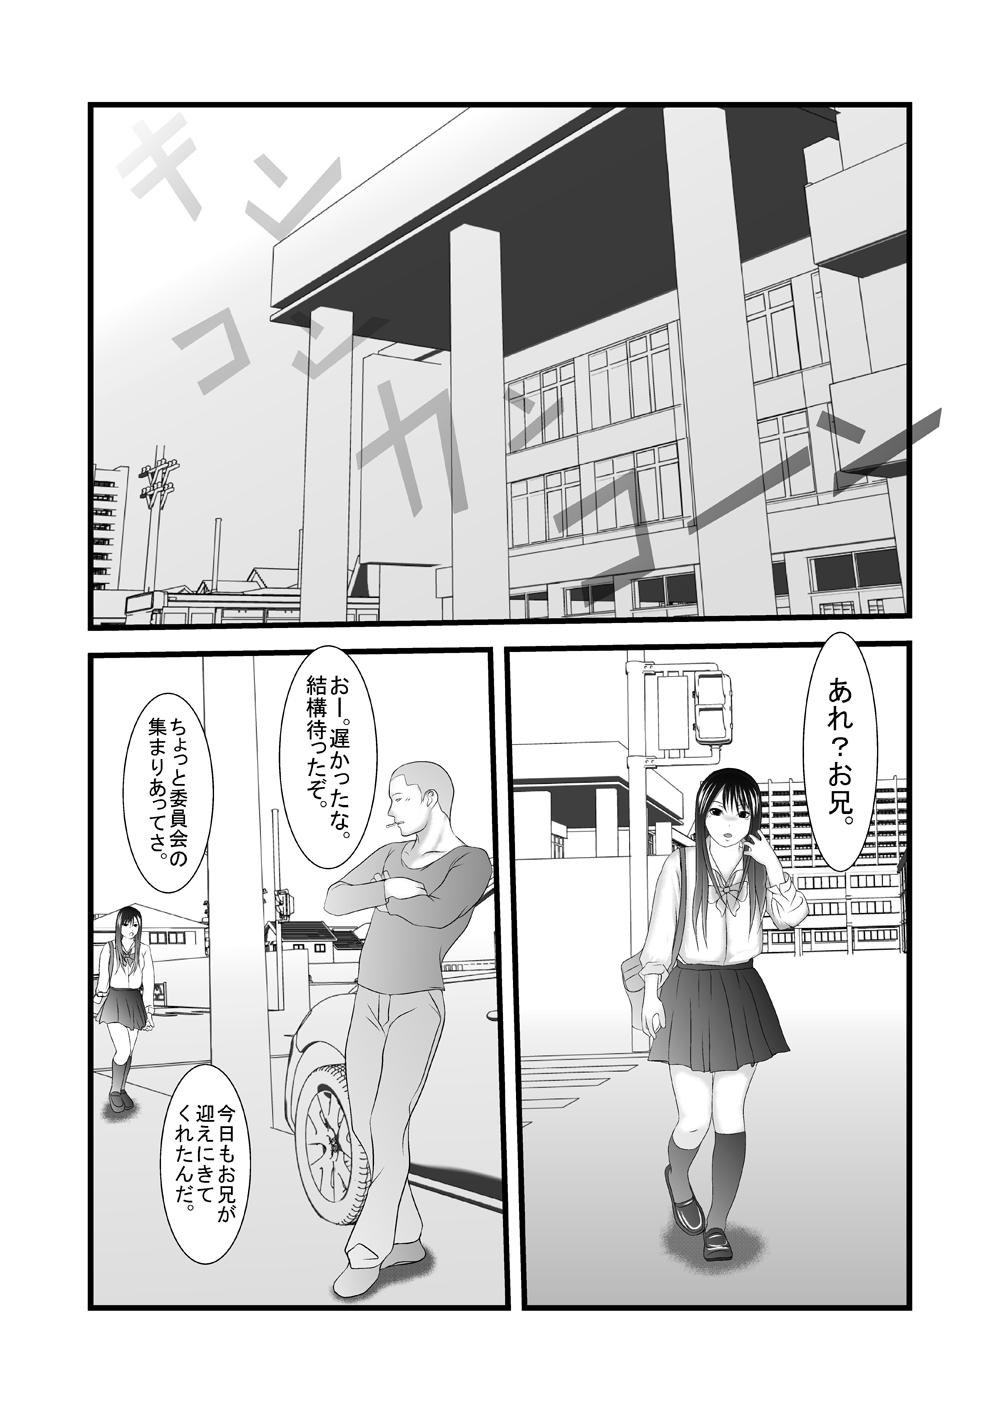 キン
コン
カン
コーン
あれ？お兄。
おー。遅かったな。
結構待ったぞ。
ちょっと委員会の
集まりあってさ。
今日もお兄が
迎えにきて
くれたんだ。